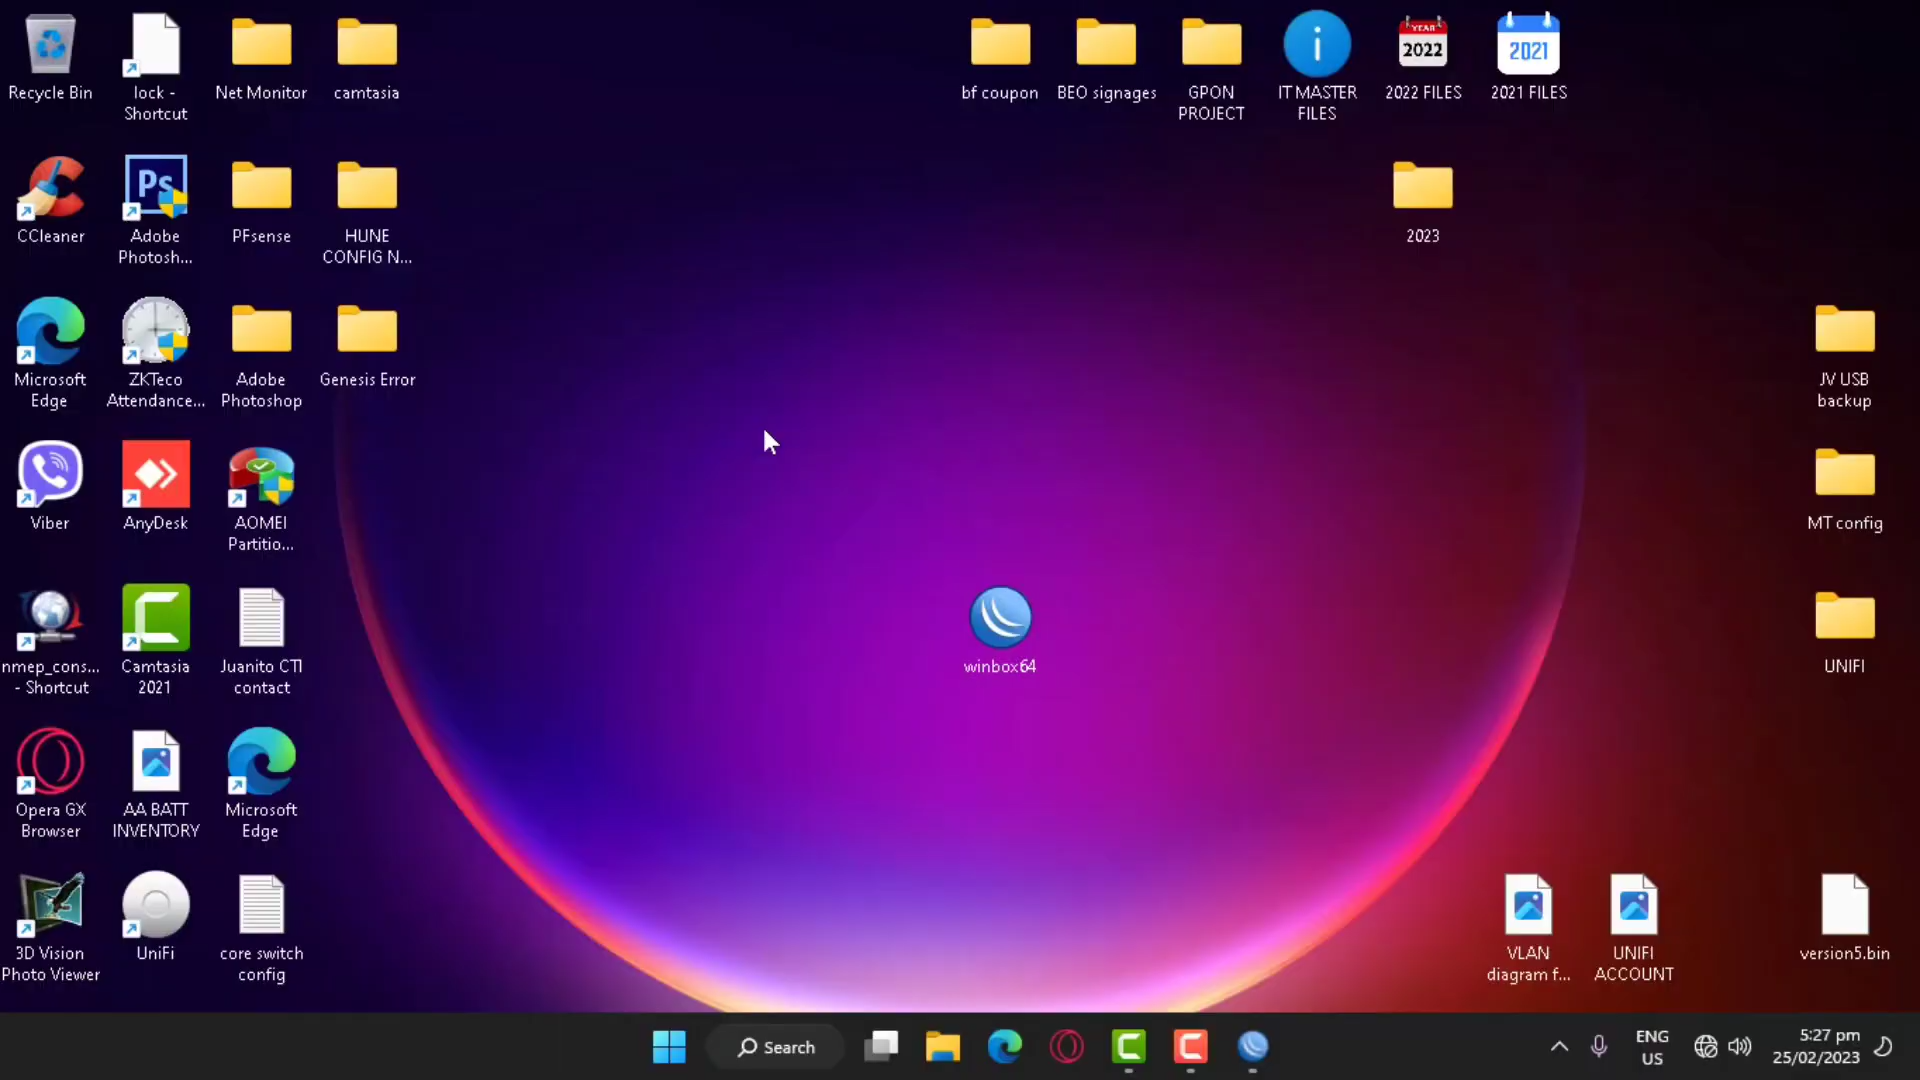 Recycle Bin
lock -
Shortcut
Net Monitor
camtasia
bf coupon
BEO signages
GPON
PROJECT
i
IT MASTER
FILES
YEAR
2022
2022 FILES
2021
2021 FILES
CCleaner
Ps
Adobe
Photosh...
PFsense
HUNE
CONFIG N...
2023
Microsoft
Edge
ZKTeco
Attendance...
Adobe
Photoshop
Genesis Error
JV USB
backup
Viber
AnyDesk
AOMEI
Partitio...
MT config
nmep_cons...
- Shortcut
Camtasia
2021
Juanito CTI
contact
winbox64
UNIFI
Opera GX
Browser
AA BATT
INVENTORY
Microsoft
Edge
3D Vision
Photo Viewer
UniFi
core switch
config
VLAN
diagram f...
UNIFI
ACCOUNT
version5.bin
Search
ENG
US
5:27 pm
25/02/2023